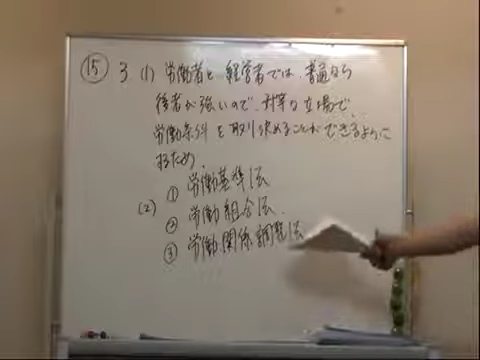 ⑮ 3 (1) 労働者と経営者では、普通なら
後者が強いので、対等な立場で
労働条件を取り決めることができるように
するため。
① 労働基準法
(2) ② 労働組合法
③ 労働関係調整法